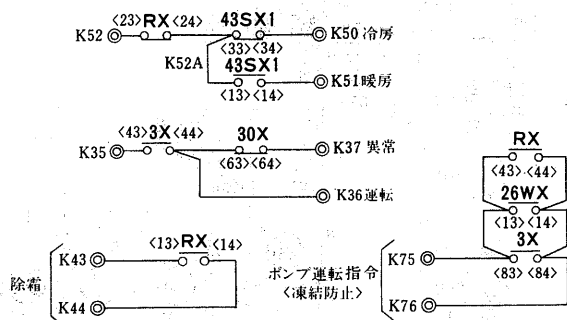 <23> RX <24> 43SX1
K52 K50 冷房
<33> <34>
K52A 43SX1
K51 暖房
<13> <14>
<43> 3X <44> 30X
K35 K37 異常
<63> <64>
K36 運転
RX
<43> <44>
26WX
<13> <14>
3X
<83> <84>
<13> RX <14>
除霜 K43
K44
ポンプ運転指令
<凍結防止>
K75
K76